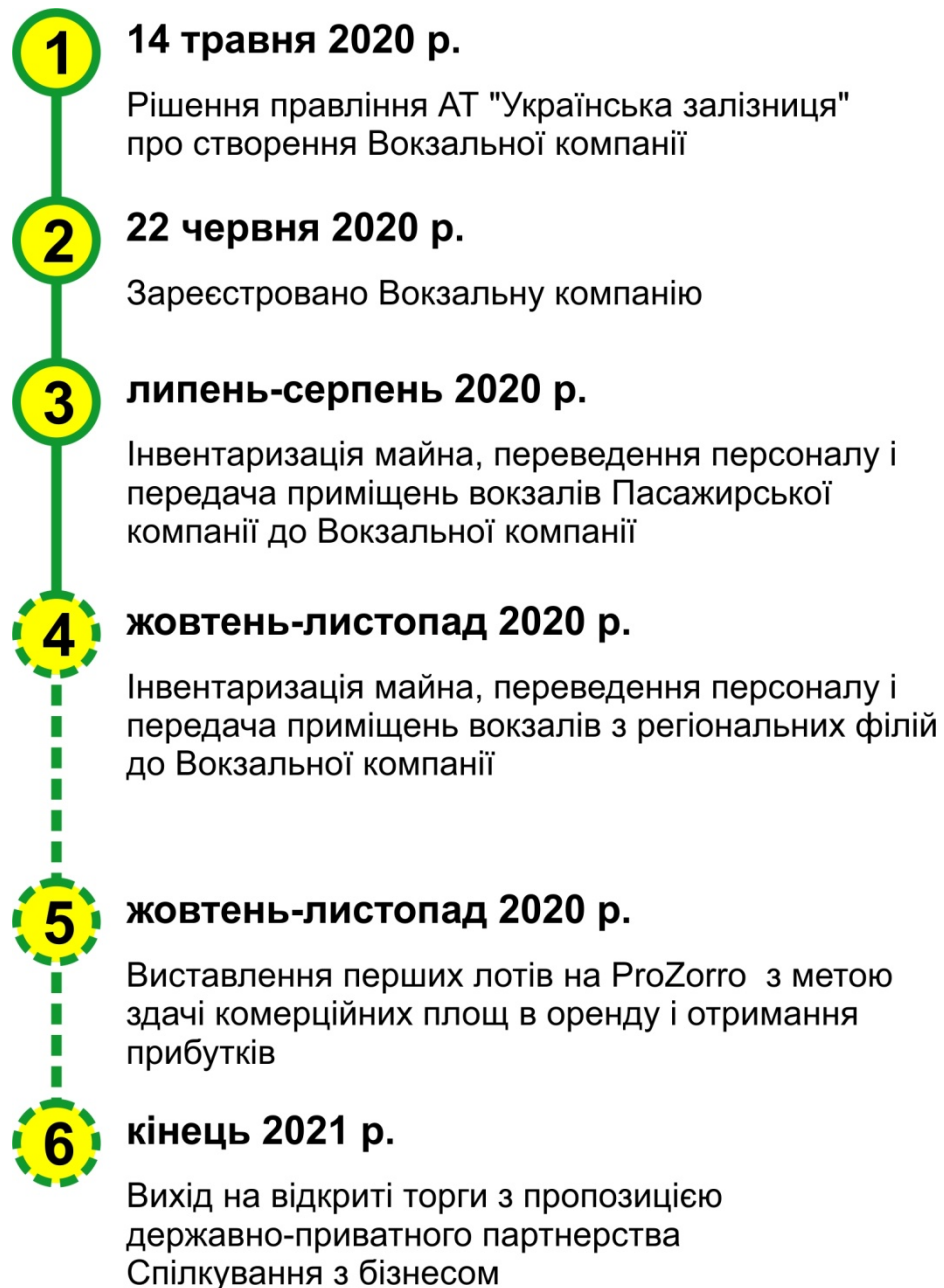 1
14 травня 2020 р.
Рішення правління АТ "Українська залізниця"
про створення Вокзальної компанії
2
22 червня 2020 р.
Зареєстровано Вокзальну компанію
3
липень-серпень 2020 р.
Інвентаризація майна, переведення персоналу і
передача приміщень вокзалів Пасажирської
компанії до Вокзальної компанії
4
жовтень-листопад 2020 р.
Інвентаризація майна, переведення персоналу і
передача приміщень вокзалів з регіональних філій
до Вокзальної компанії
5
жовтень-листопад 2020 р.
Виставлення перших лотів на ProZorro з метою
здачі комерційних площ в оренду і отримання
прибутків
6
кінець 2021 р.
Вихід на відкриті торги з пропозицією
державно-приватного партнерства
Спілкування з бізнесом